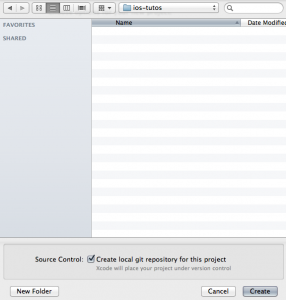 ios-tutos
FAVORITES
SHARED
Name
Date Modified
Source Control: Create local git repository for this project
Xcode will place your project under version control
New Folder
Cancel
Create